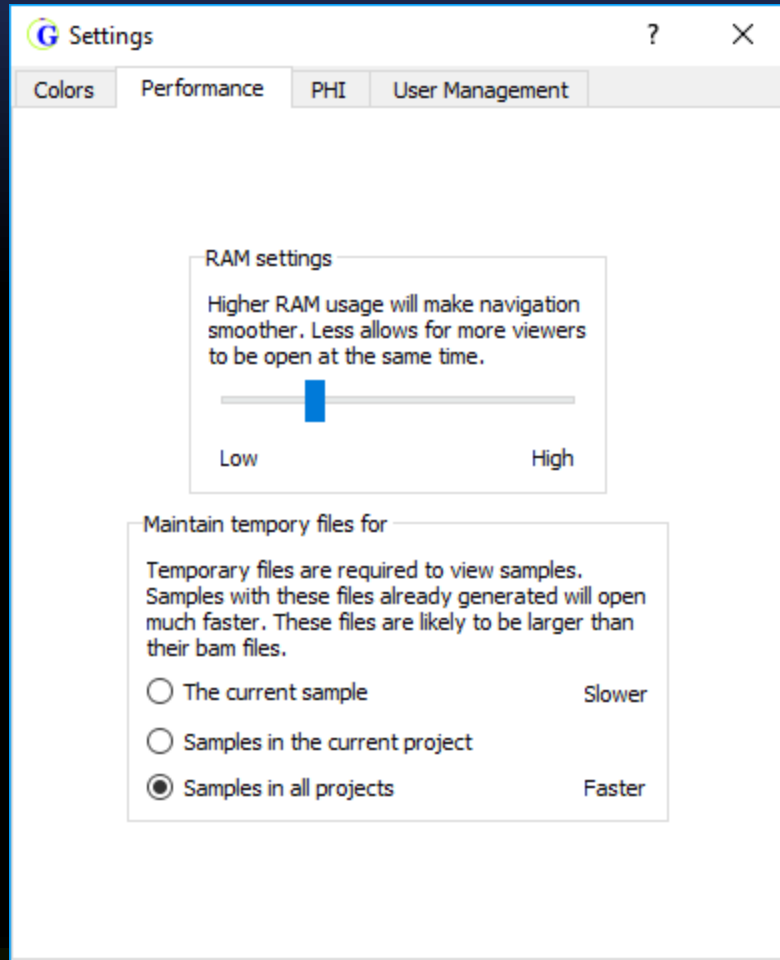 G Settings ?
Colors Performance PHI User Management
RAM settings
Higher RAM usage will make navigation
smoother. Less allows for more viewers
to be open at the same time.
Low High
Maintain tempory files for
Temporary files are required to view samples.
Samples with these files already generated will open
much faster. These files are likely to be larger than
their bam files.
The current sample Slower
Samples in the current project
Samples in all projects Faster